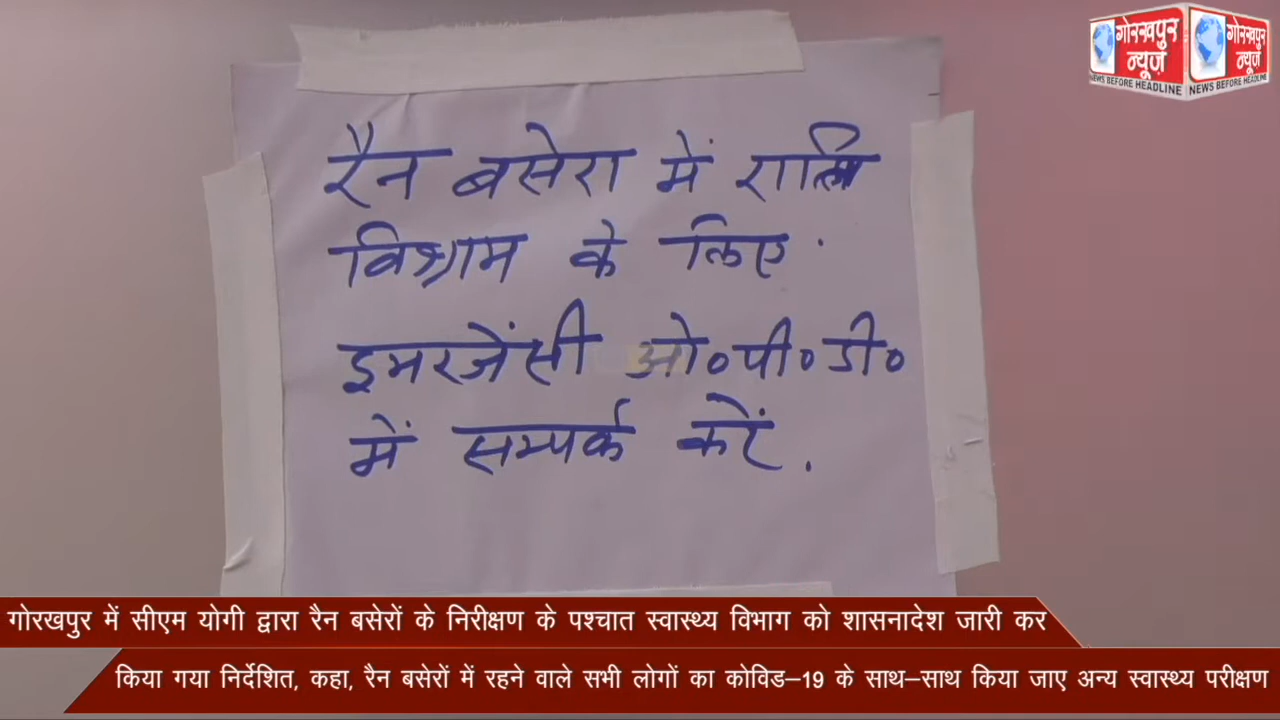 गोरखपुर
न्यूज़
NEWS BEFORE HEADLINE
गोरखपुर
न्यूज़
NEWS BEFORE HEADLINE
रैन बसेरा में रात्रि
विश्राम के लिए
इमरजेंसी ओ०पी०डी०
में सम्पर्क करें.
गोरखपुर में सीएम योगी द्वारा रैन बसेरों के निरीक्षण के पश्चात स्वास्थ्य विभाग को शासनादेश जारी कर
किया गया निर्देशित, कहा, रैन बसेरों में रहने वाले सभी लोगों का कोविड–19 के साथ–साथ किया जाए अन्य स्वास्थ्य परीक्षण